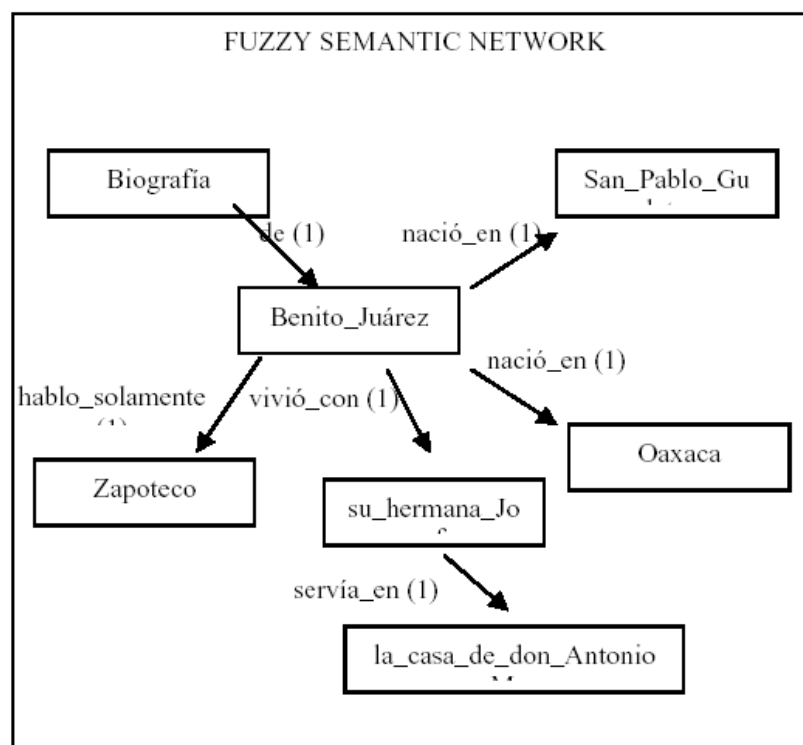 FUZZY SEMANTIC NETWORK
Biografía
San_Pablo_Gu
de (1)
nació_en (1)
Benito_Juárez
nació_en (1)
hablo_solamente
(1)
vivió_con (1)
Oaxaca
Zapoteco
su_hermana_Jo
servía_en (1)
la_casa_de_don_Antonio